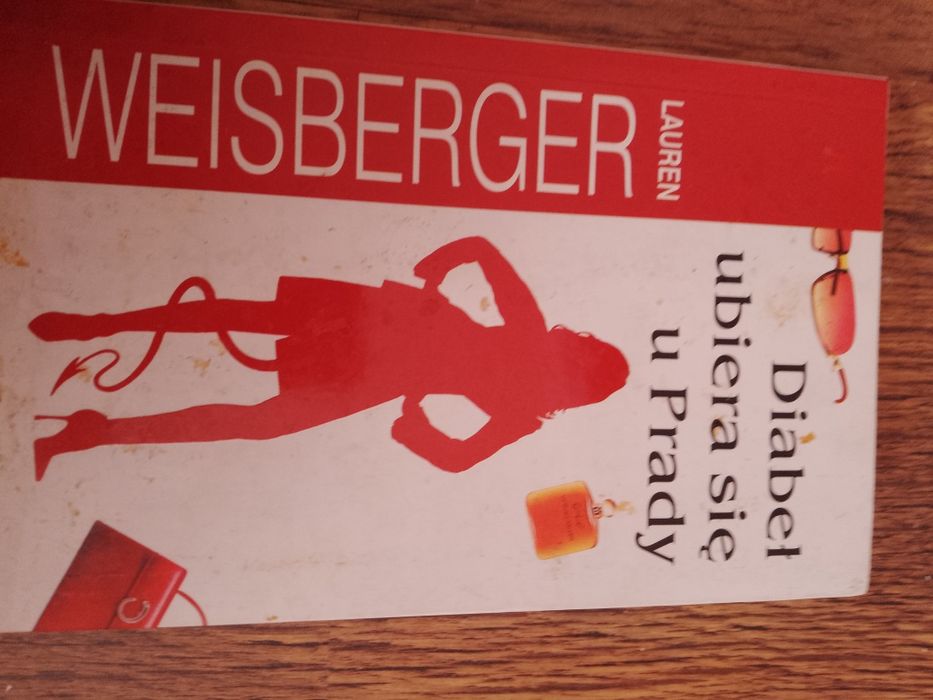 LAUREN
WEISBERGER
Diabeł
ubiera się
u Prady